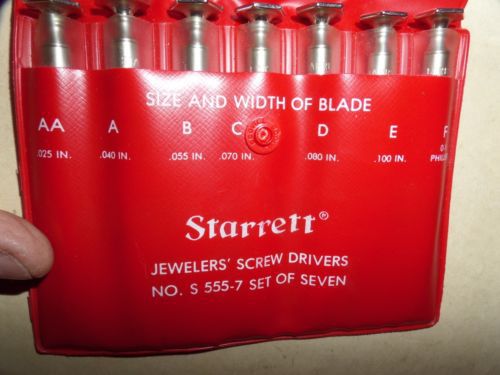 SIZE AND WIDTH OF BLADE
AA A B C D E F
.025 IN. .040 IN. .055 IN. .070 IN. .080 IN. .100 IN.
Starrett®
JEWELERS' SCREW DRIVERS
NO. S 555-7 SET OF SEVEN